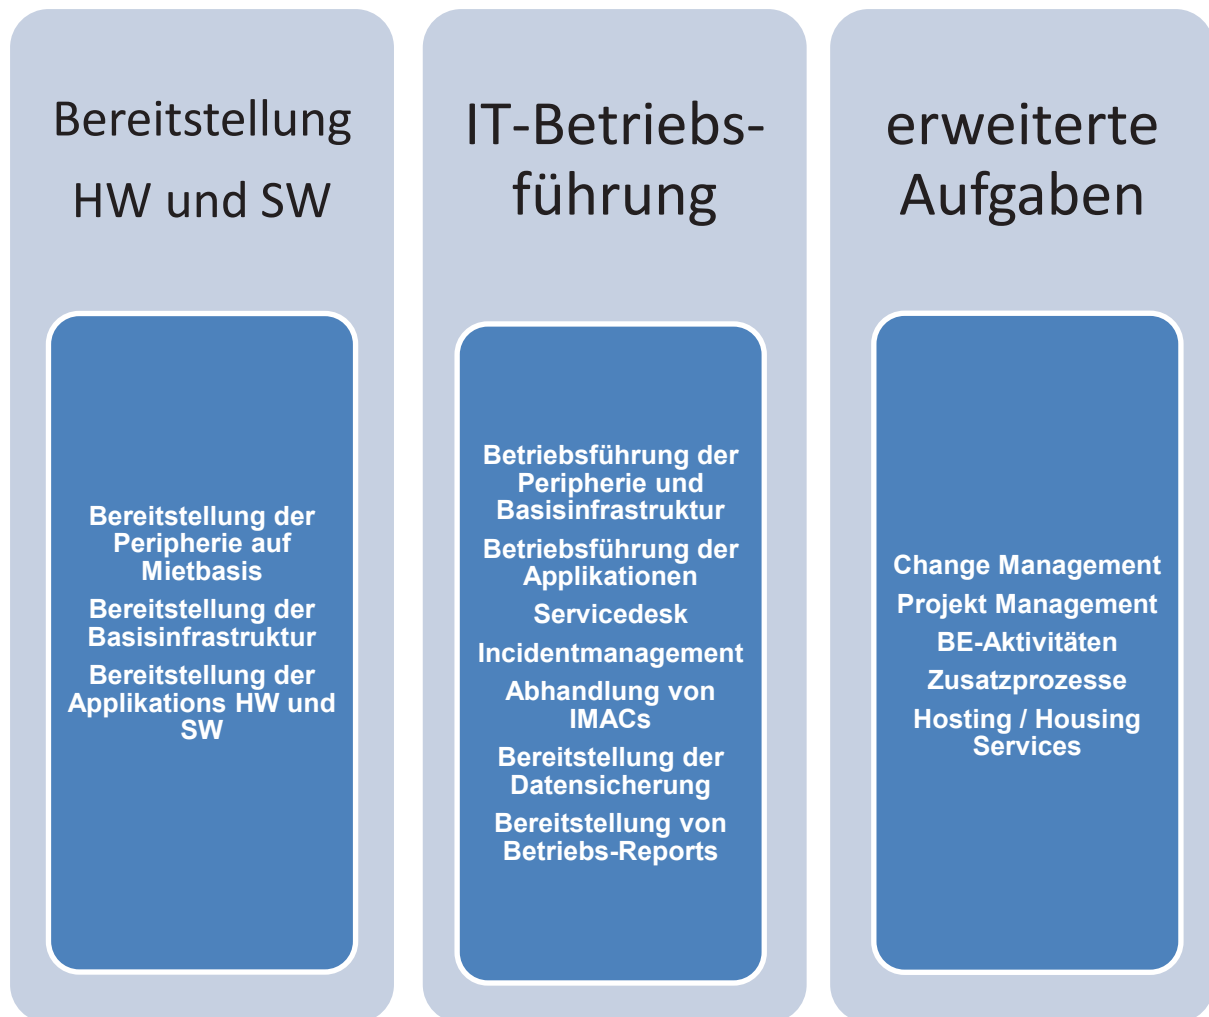 Bereitstellung
HW und SW
Bereitstellung der
Peripherie auf
Mietbasis
Bereitstellung der
Basisinfrastruktur
Bereitstellung der
Applikations HW und
SW
IT-Betriebs-
führung
Betriebsführung der
Peripherie und
Basisinfrastruktur
Betriebsführung der
Applikationen
Servicedesk
Incidentmanagement
Abhandlung von
IMACs
Bereitstellung der
Datensicherung
Bereitstellung von
Betriebs-Reports
erweiterte
Aufgaben
Change Management
Projekt Management
BE-Aktivitäten
Zusatzprozesse
Hosting / Housing
Services